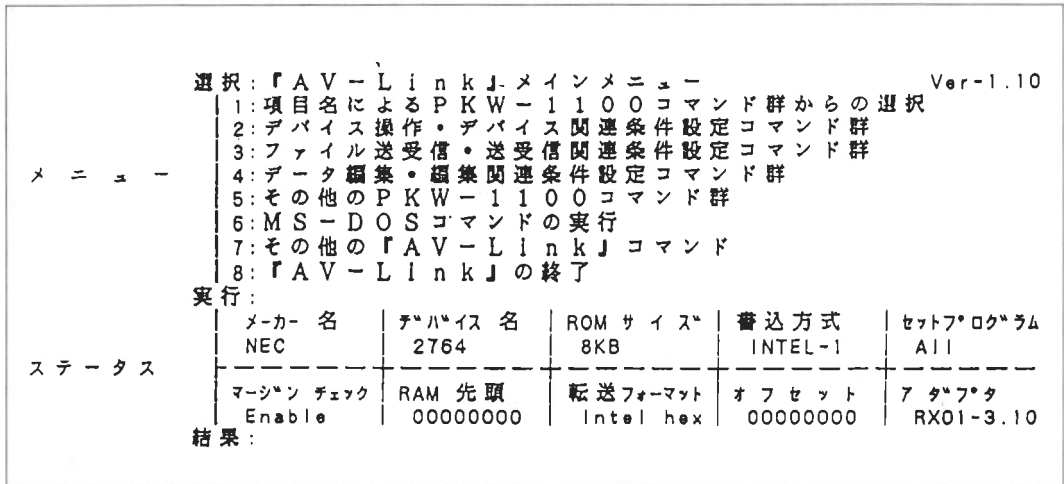 選択:『AV-Link』メインメニュー Ver-1.10
1:項目名によるPKW-1100コマンド群からの選択
2:デバイス操作・デバイス関連条件設定コマンド群
3:ファイル送受信・送受信関連条件設定コマンド群
メニュー 4:データ編集・編集関連条件設定コマンド群
5:その他のPKW-1100コマンド群
6:MS-DOSコマンドの実行
7:その他の『AV-Link』コマンド
8:『AV-Link』の終了
実行:
メーカー 名 デバイス 名 ROM サイズ 書込方式 セットプログラム
NEC 2764 8KB INTEL-1 All
ステータス
マージン チェック RAM 先頭 転送フォーマット オフセット アダプタ
Enable 00000000 Intel hex 00000000 RX01-3.10
結果: